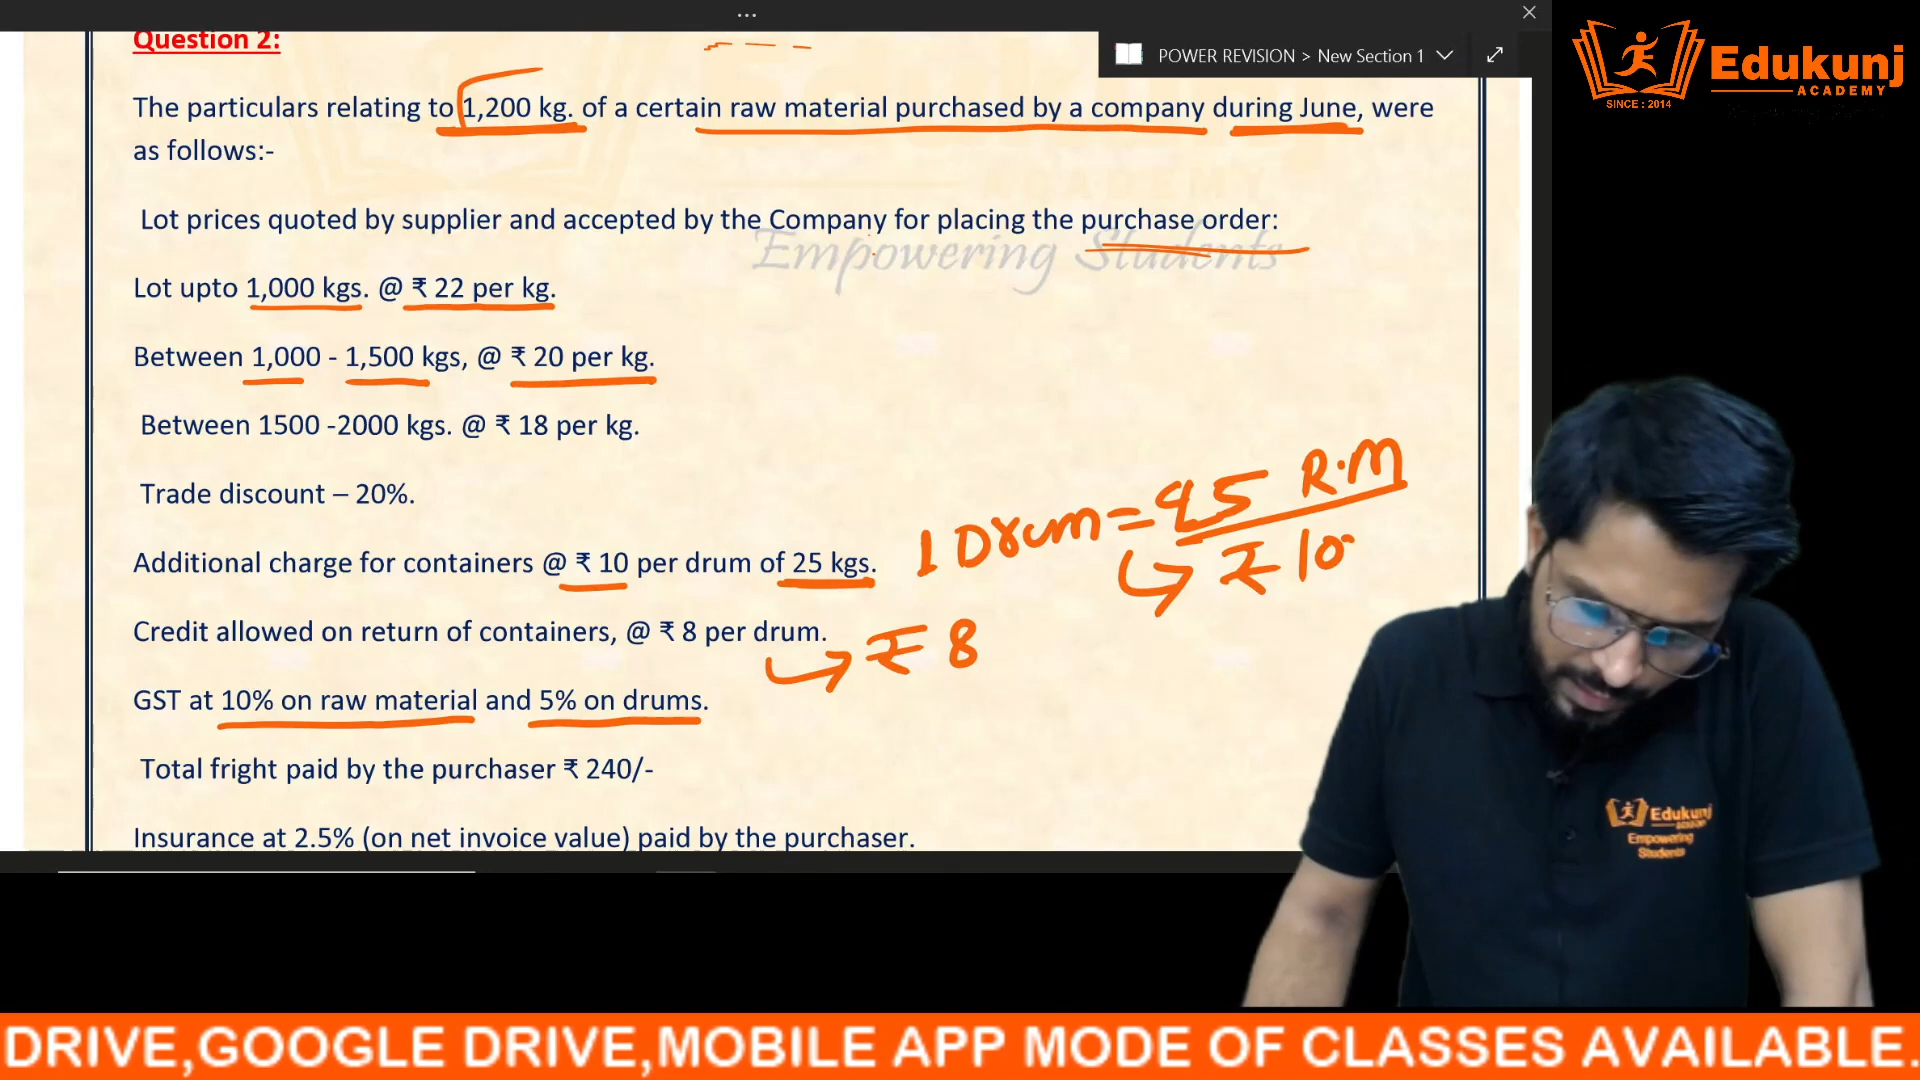 Question 2:
POWER REVISION > New Section 1
Edukunj
ACADEMY
SINCE : 2014
The particulars relating to 1,200 kg. of a certain raw material purchased by a company during June, were
as follows:-
Lot prices quoted by supplier and accepted by the Company for placing the purchase order:
Empowering Students
Lot upto 1,000 kgs. @ ₹ 22 per kg.
Between 1,000 - 1,500 kgs, @ ₹ 20 per kg.
Between 1500 -2000 kgs. @ ₹ 18 per kg.
Trade discount – 20%.
1 Drum = 25 R.M
Additional charge for containers @ ₹ 10 per drum of 25 kgs.
₹ 10
Credit allowed on return of containers, @ ₹ 8 per drum.
₹ 8
GST at 10% on raw material and 5% on drums.
Total fright paid by the purchaser ₹ 240/-
Insurance at 2.5% (on net invoice value) paid by the purchaser.
Edukunj
Empowering
Students
DRIVE,GOOGLE DRIVE,MOBILE APP MODE OF CLASSES AVAILABLE.